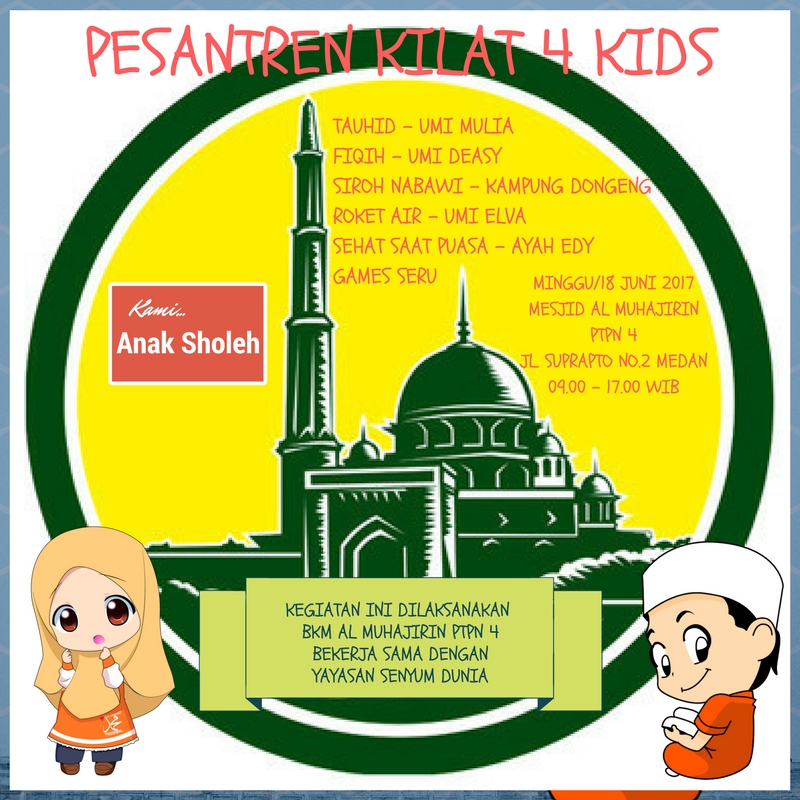 PESANTREN KILAT 4 KIDS
TAUHID - UMI MULIA
FIQIH - UMI DEASY
SIROH NABAWI - KAMPUNG DONGENG
ROKET AIR - UMI ELVA
SEHAT SAAT PUASA - AYAH EDY
GAMES SERU
MINGGU/18 JUNI 2017
MESJID AL MUHAJIRIN
PTPN 4
JL SUPRAPTO NO.2 MEDAN
09.00 - 17.00 WIB
Kami...
Anak Sholeh
KEGIATAN INI DILAKSANAKAN
BKM AL MUHAJIRIN PTPN 4
BEKERJA SAMA DENGAN
YAYASAN SENYUM DUNIA